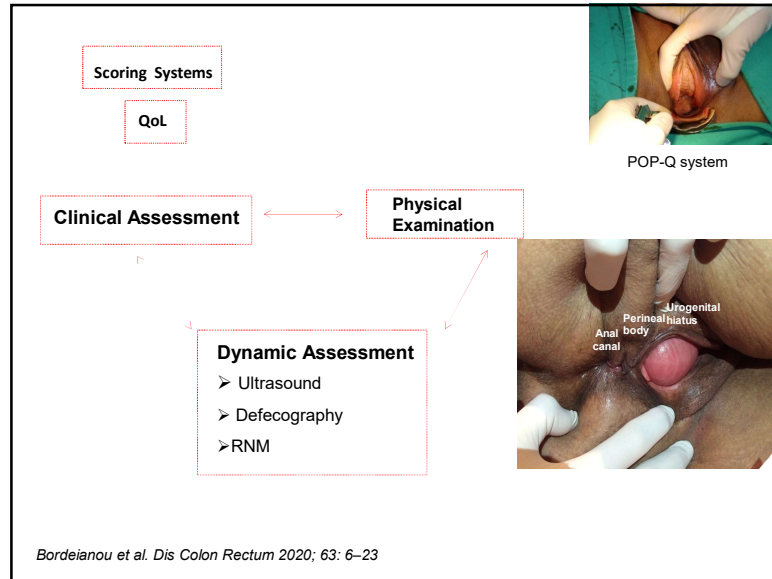 Scoring Systems
QoL
POP-Q system
Clinical Assessment
Physical
Examination
Urogenital
hiatus
Perineal
body
Anal
canal
Dynamic Assessment
➢ Ultrasound
➢ Defecography
➢RNM
Bordeianou et al. Dis Colon Rectum 2020; 63: 6–23